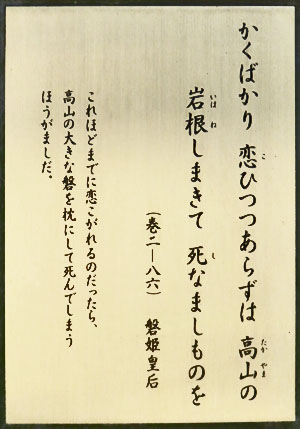 かくばかり 恋ひつつあらずは 高山の
岩根しまきて 死なましものを
（巻二―八六） 磐姫皇后
これほどまでに恋こがれるのだったら、
高山の大きな磐を枕にして死んでしまう
ほうがましだ。